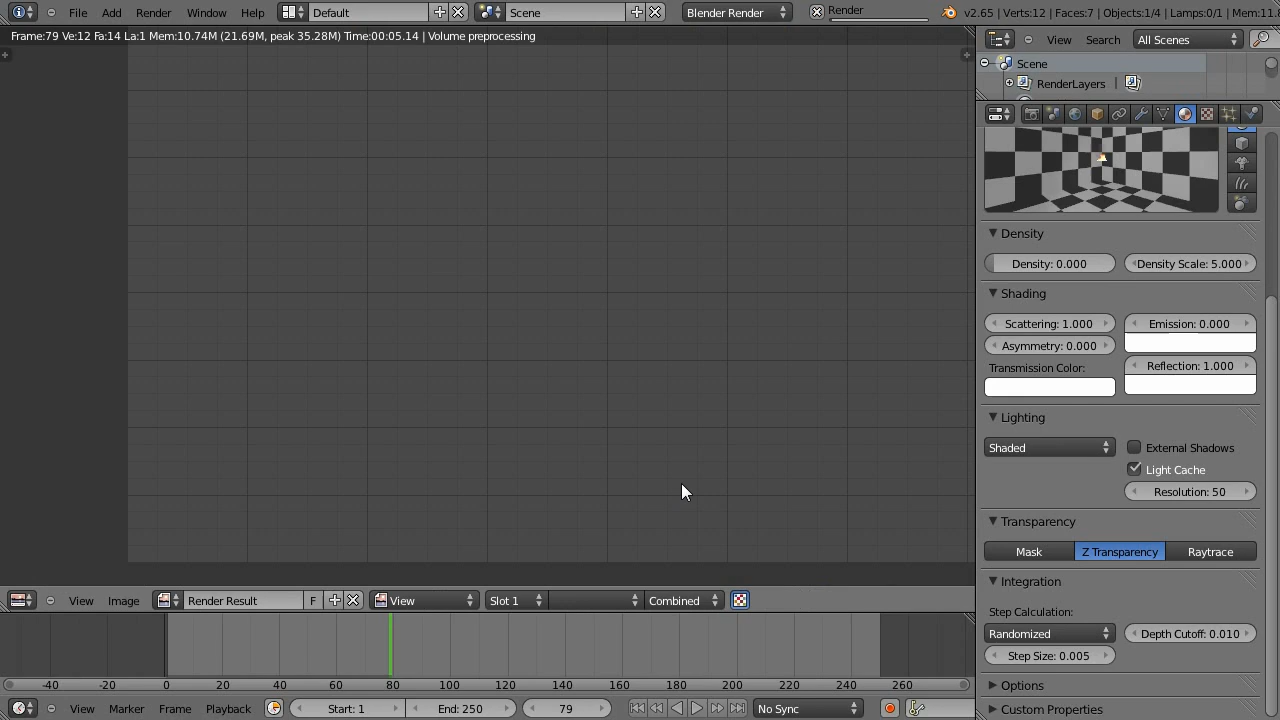 File Add Render Window Help Default Scene Blender Render Render v2.65 | Verts:12 | Faces:7 | Objects:1/4 | Lamps:0/1 | Mem:11.
Frame:79 Ve:12 Fa:14 La:1 Mem:10.74M (21.69M, peak 35.28M) Time:00:05.14 | Volume preprocessing
View Search All Scenes
Scene
RenderLayers |
Density
Density: 0.000 Density Scale: 5.000
Shading
Scattering: 1.000 Emission: 0.000
Asymmetry: 0.000
Transmission Color: Reflection: 1.000
Lighting
Shaded External Shadows
Light Cache
Resolution: 50
Transparency
Mask Z Transparency Raytrace
Integration
Step Calculation:
Randomized Depth Cutoff: 0.010
Step Size: 0.005
Options
Custom Properties
View Image Render Result F View Slot 1 Combined
-40 -20 0 20 40 60 80 100 120 140 160 180 200 220 240 260
View Marker Frame Playback Start: 1 End: 250 79 No Sync